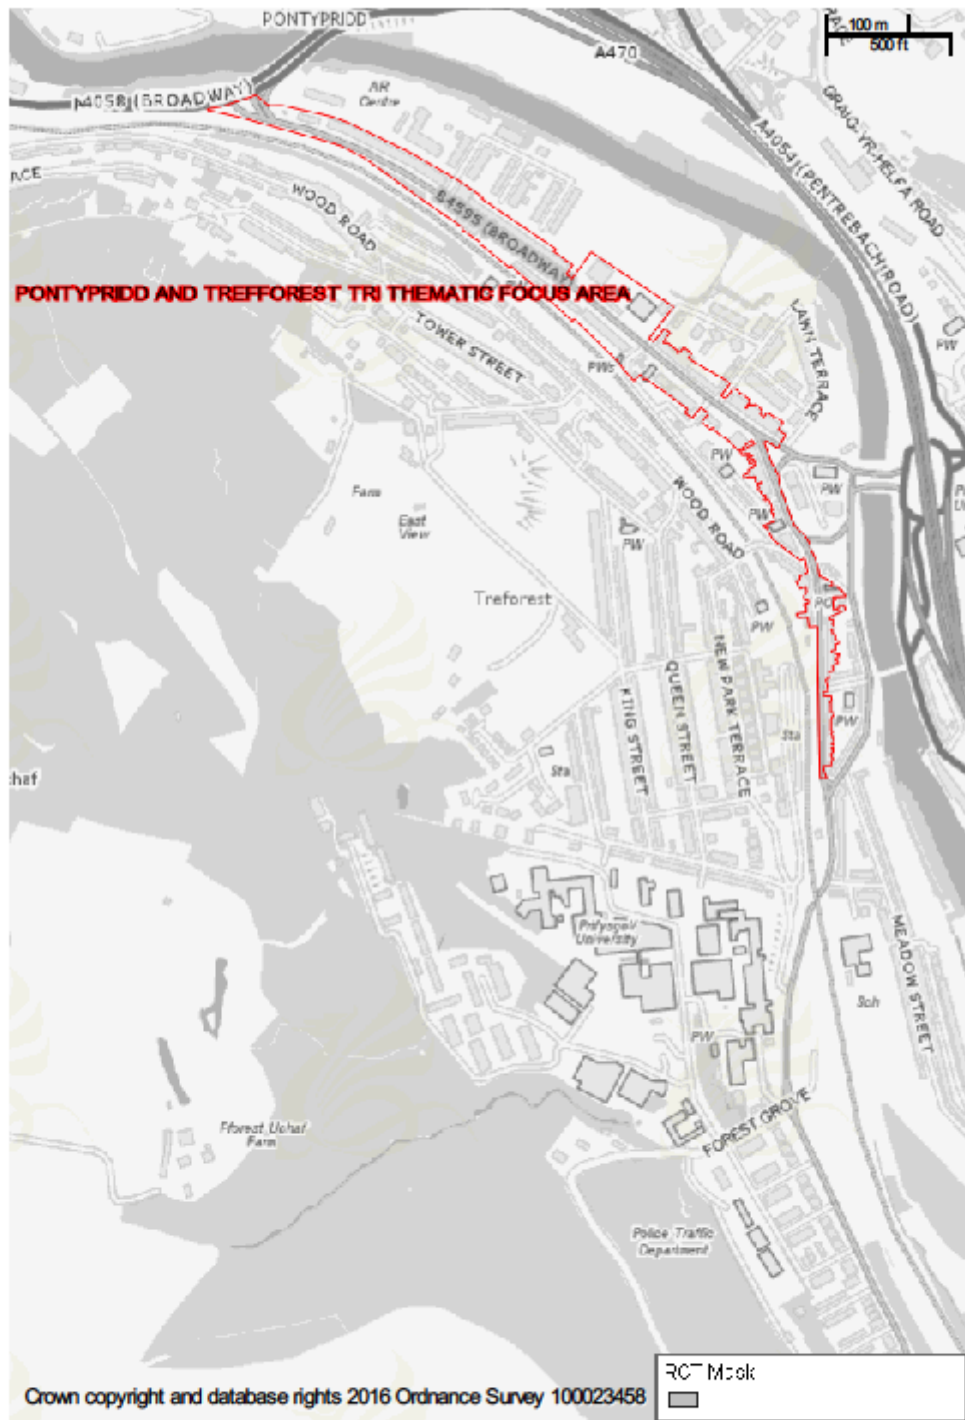 PONTYPRIDD
100 m
500 ft
A470
A4058 (BROADWAY)
AR
Centre
A4054 (PENTREBACH ROAD)
CRAIG-YR-HELFA ROAD
WOOD ROAD
B4595 (BROADWAY)
PONTYPRIDD AND TREFFOREST TRI THEMATIC FOCUS AREA
TOWER STREET
LAWN TERRACE
PW
PWs
PW
PW
PW
PW
Farm
East
View
WOOD ROAD
Treforest
PO
PW
NEW PARK TERRACE
QUEEN STREET
KING STREET
PW
Sta
Sta
Polygair
University
MEADOW STREET
Sch
PW
FOREST GROVE
Fforest Uchaf
Farm
Police Traffic
Department
RCT Mask
Crown copyright and database rights 2016 Ordnance Survey 100023458